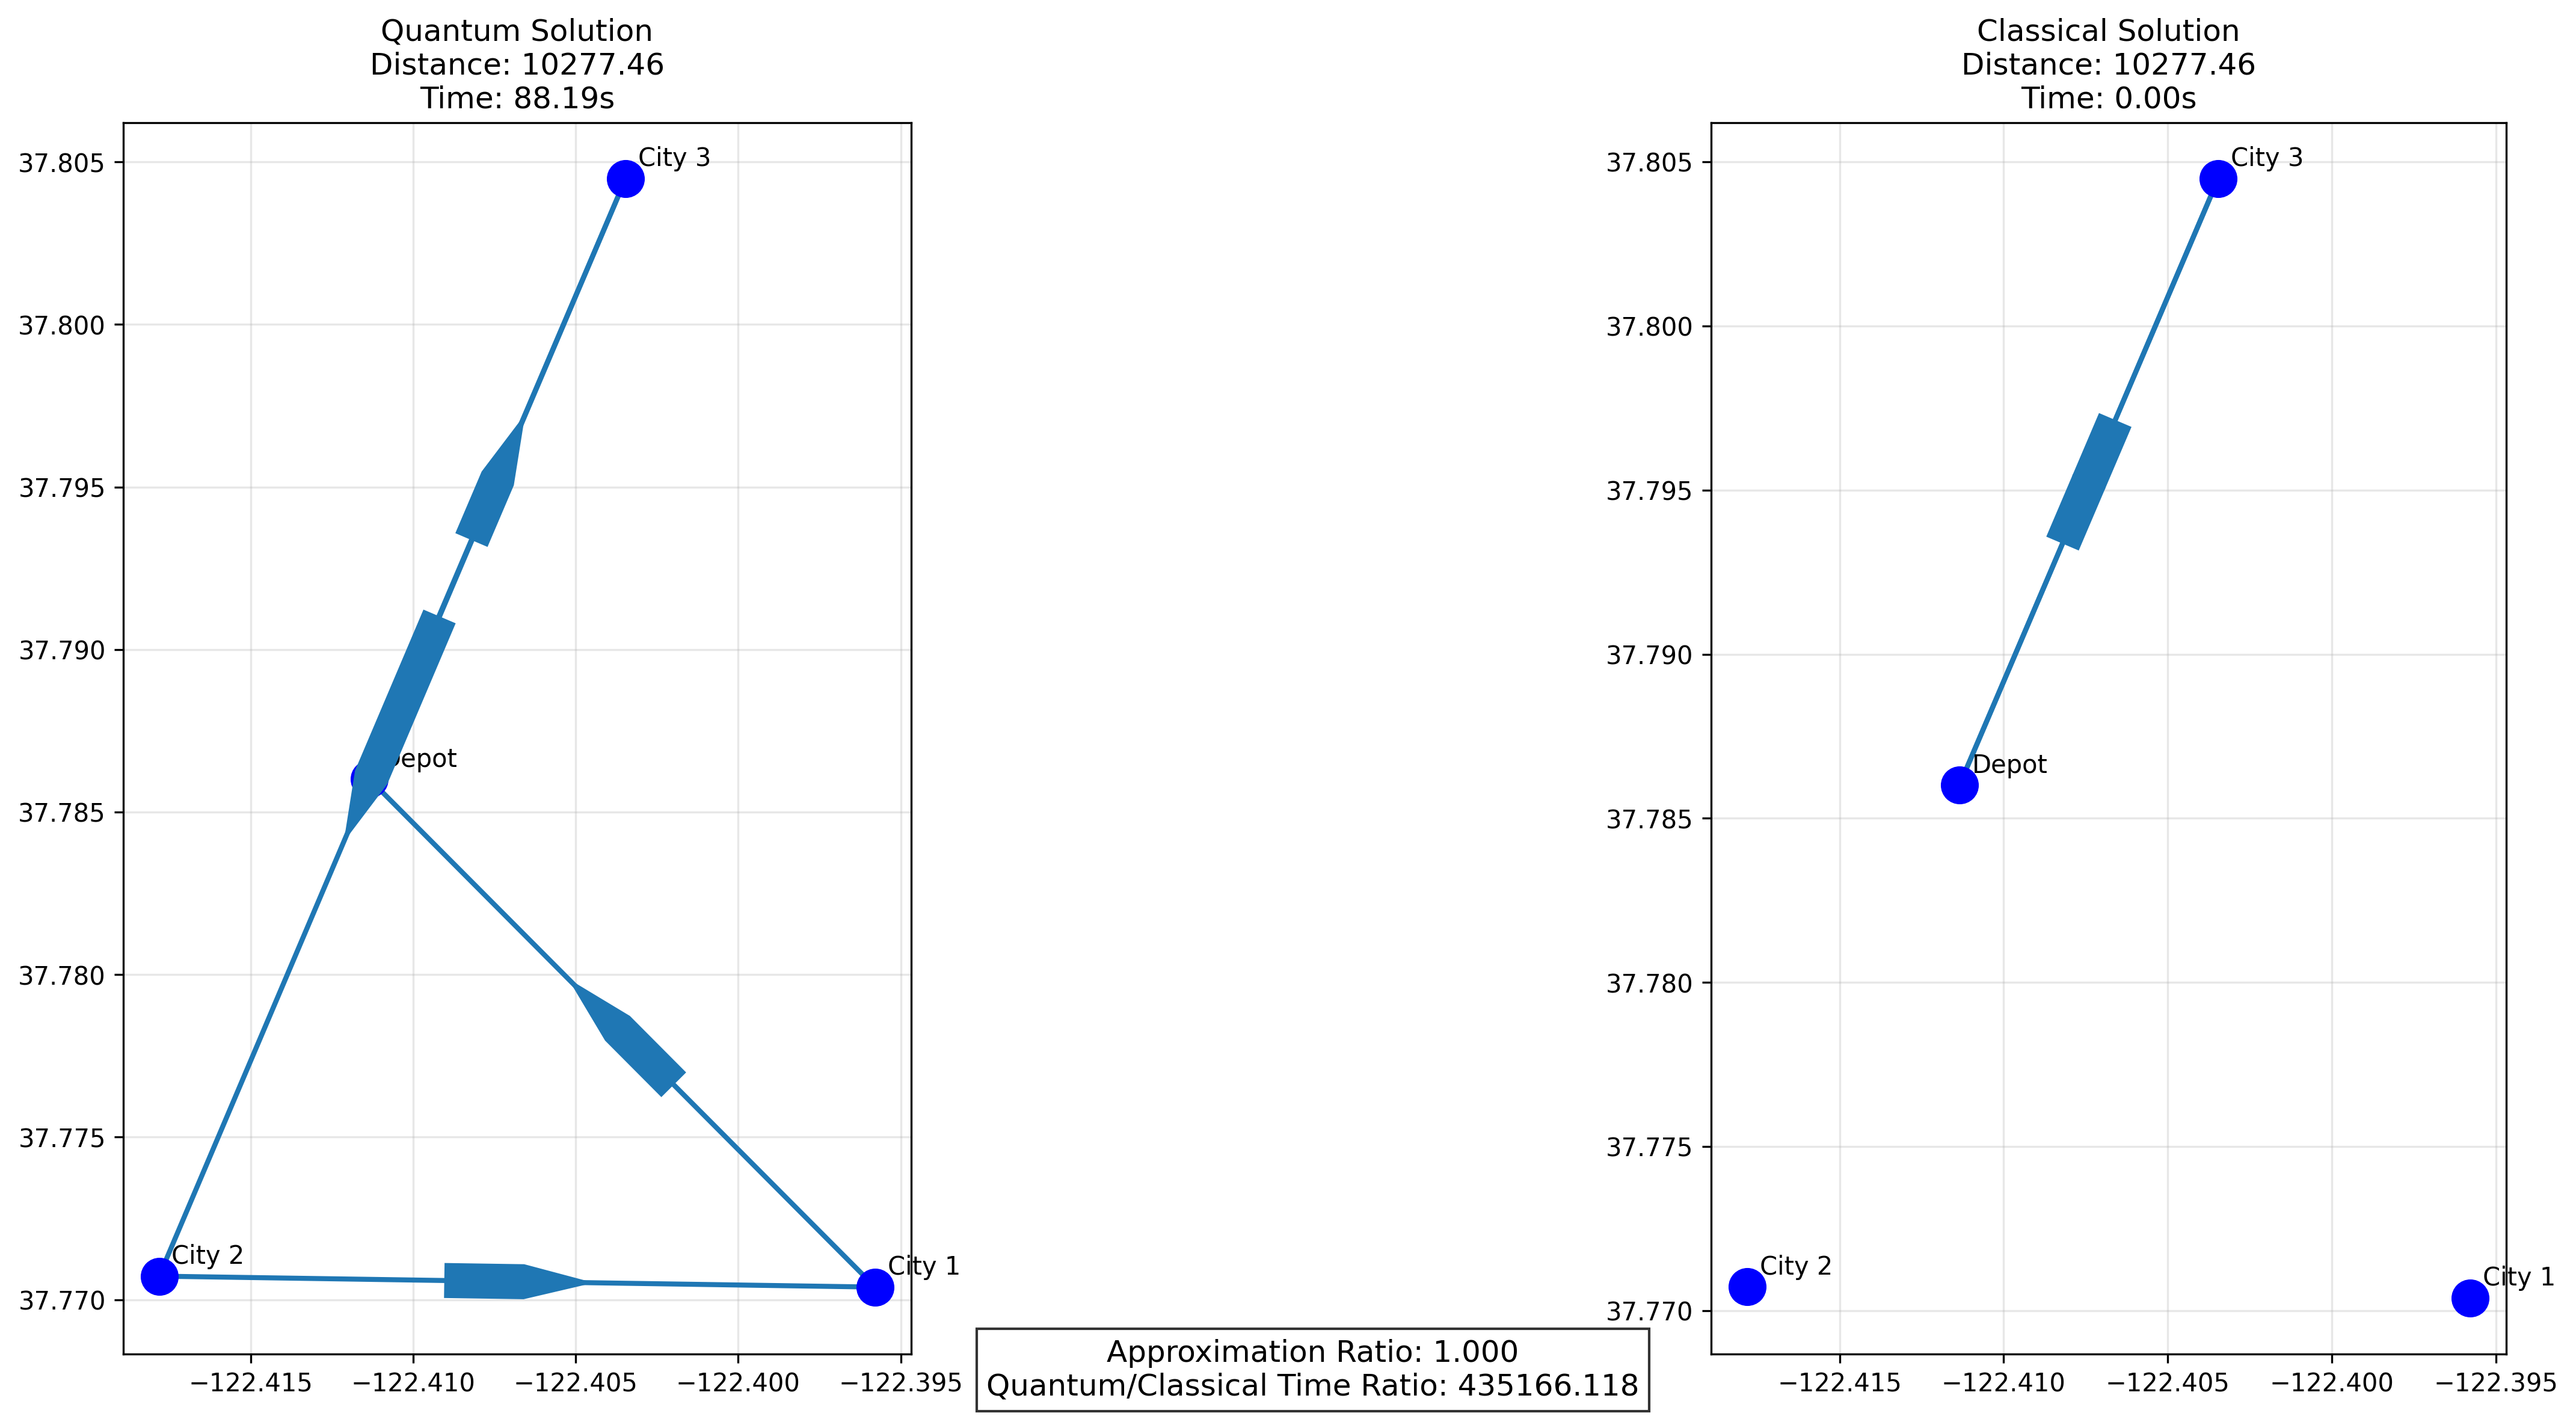 Quantum Solution
Distance: 10277.46
Time: 88.19s
37.805
37.800
37.795
37.790
37.785
37.780
37.775
37.770
−122.415
−122.410
−122.405
−122.400
−122.395
City 3
Depot
City 2
City 1
Classical Solution
Distance: 10277.46
Time: 0.00s
37.805
37.800
37.795
37.790
37.785
37.780
37.775
37.770
−122.415
−122.410
−122.405
−122.400
−122.395
City 3
Depot
City 2
City 1
Approximation Ratio: 1.000
Quantum/Classical Time Ratio: 435166.118